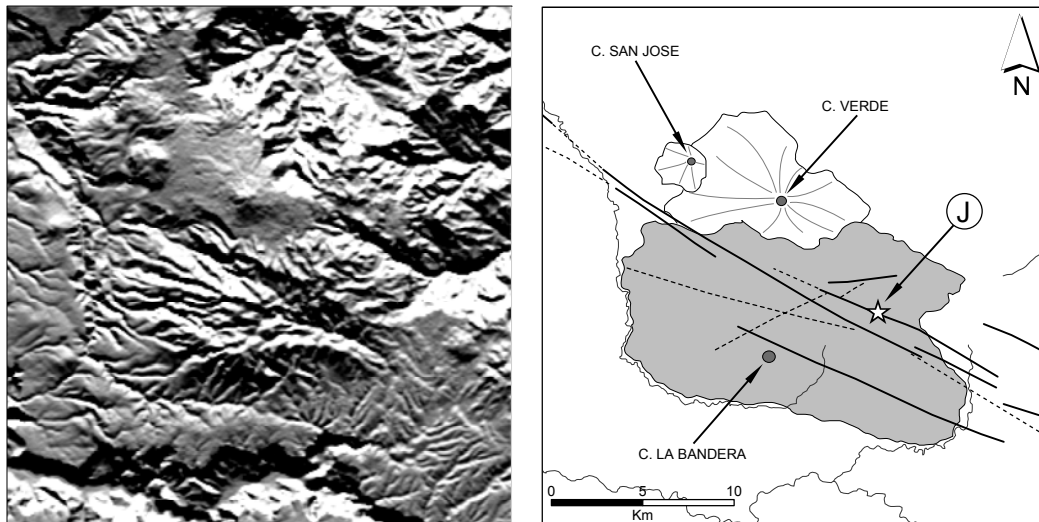 C. SAN JOSE
C. VERDE
N
J
C. LA BANDERA
0 5 10
Km